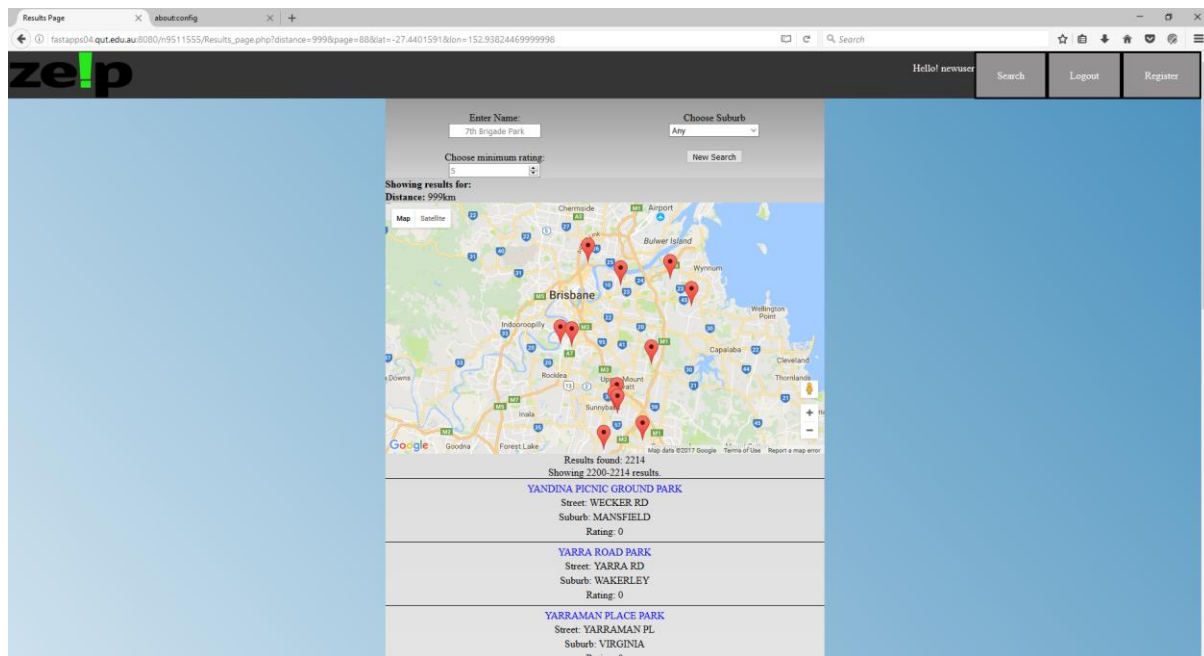 Results Page
about:config
fastapps04.qut.edu.au:8080/n9511555/Results_page.php?distance=999&page=88&lat=-27.4401591&lon=152.93824469999998
Search
ze!p
Hello! newuser
Search
Logout
Register
Enter Name:
7th Brigade Park
Choose Suburb
Any
Choose minimum rating:
5
New Search
Showing results for:
Distance: 999km
Map Satellite
Chermside
Airport
Bulwer Island
Wynnum
Brisbane
Wellington
Point
Indooroopilly
Capalaba
Cleveland
Rocklea
Mount
Thornlands
Downs
Sunnyba
Inala
Google
Goodna
Forest Lake
Map data ©2017 Google Terms of Use Report a map error
Results found: 2214
Showing 2200-2214 results.
YANDINA PICNIC GROUND PARK
Street: WECKER RD
Suburb: MANSFIELD
Rating: 0
YARRA ROAD PARK
Street: YARRA RD
Suburb: WAKERLEY
Rating: 0
YARRAMAN PLACE PARK
Street: YARRAMAN PL
Suburb: VIRGINIA